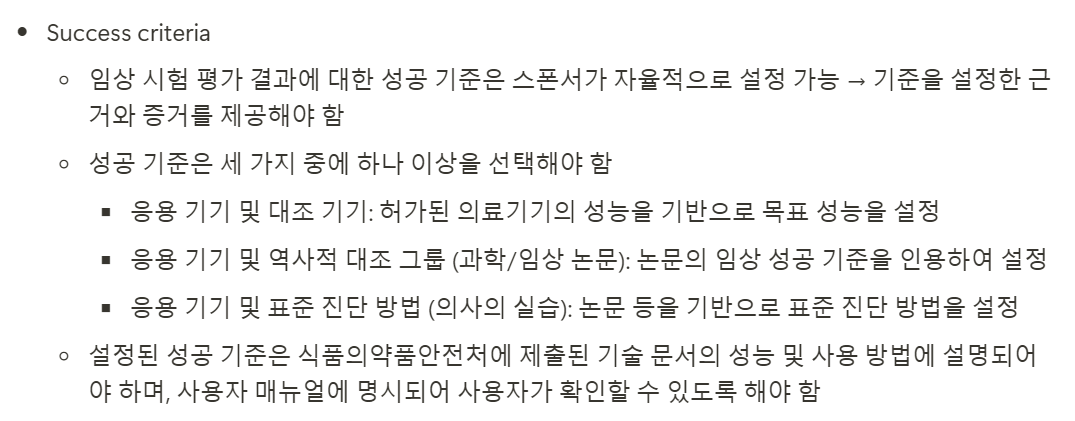 • Success criteria
○ 임상 시험 평가 결과에 대한 성공 기준은 스폰서가 자율적으로 설정 가능 → 기준을 설정한 근
거와 증거를 제공해야 함
○ 성공 기준은 세 가지 중에 하나 이상을 선택해야 함
▪ 응용 기기 및 대조 기기: 허가된 의료기기의 성능을 기반으로 목표 성능을 설정
▪ 응용 기기 및 역사적 대조 그룹 (과학/임상 논문): 논문의 임상 성공 기준을 인용하여 설정
▪ 응용 기기 및 표준 진단 방법 (의사의 실습): 논문 등을 기반으로 표준 진단 방법을 설정
○ 설정된 성공 기준은 식품의약품안전처에 제출된 기술 문서의 성능 및 사용 방법에 설명되어
야 하며, 사용자 매뉴얼에 명시되어 사용자가 확인할 수 있도록 해야 함